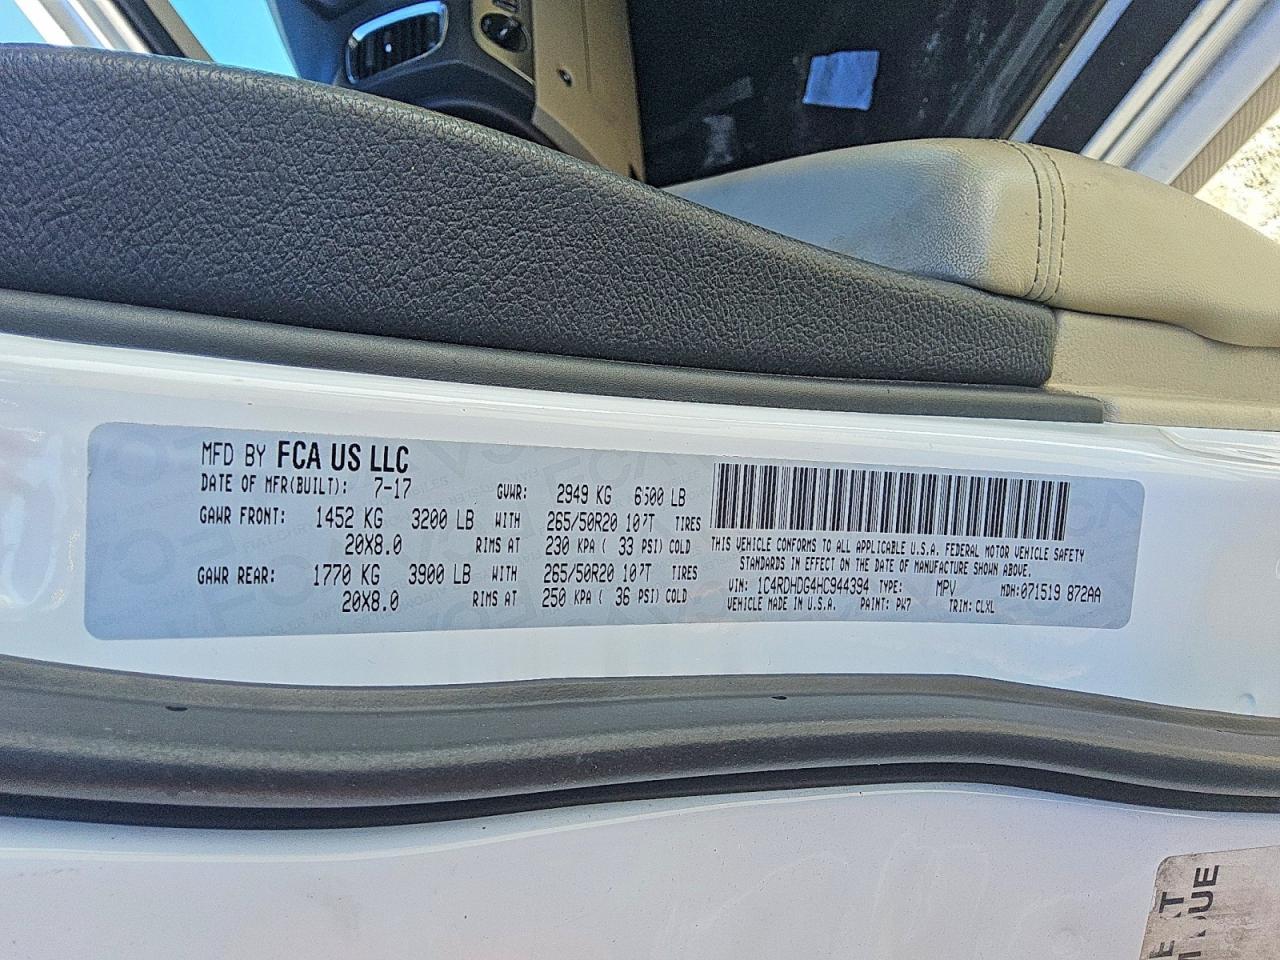 MFD BY FCA US LLC
DATE OF MFR(BUILT): 7-17 GVWR: 2949 KG 6500 LB
GAWR FRONT: 1452 KG 3200 LB WITH 265/50R20 107T TIRES
20X8.0 RIMS AT 230 KPA ( 33 PSI) COLD
GAWR REAR: 1770 KG 3900 LB WITH 265/50R20 107T TIRES
20X8.0 RIMS AT 250 KPA ( 36 PSI) COLD
THIS VEHICLE CONFORMS TO ALL APPLICABLE U.S.A. FEDERAL MOTOR VEHICLE SAFETY
STANDARDS IN EFFECT ON THE DATE OF MANUFACTURE SHOWN ABOVE.
VIN: 1C4RDHDG4HC944394 TYPE: MPV MDH: 071519 872AA
VEHICLE MADE IN U.S.A. PAINT: PW7 TRIM: CLXL